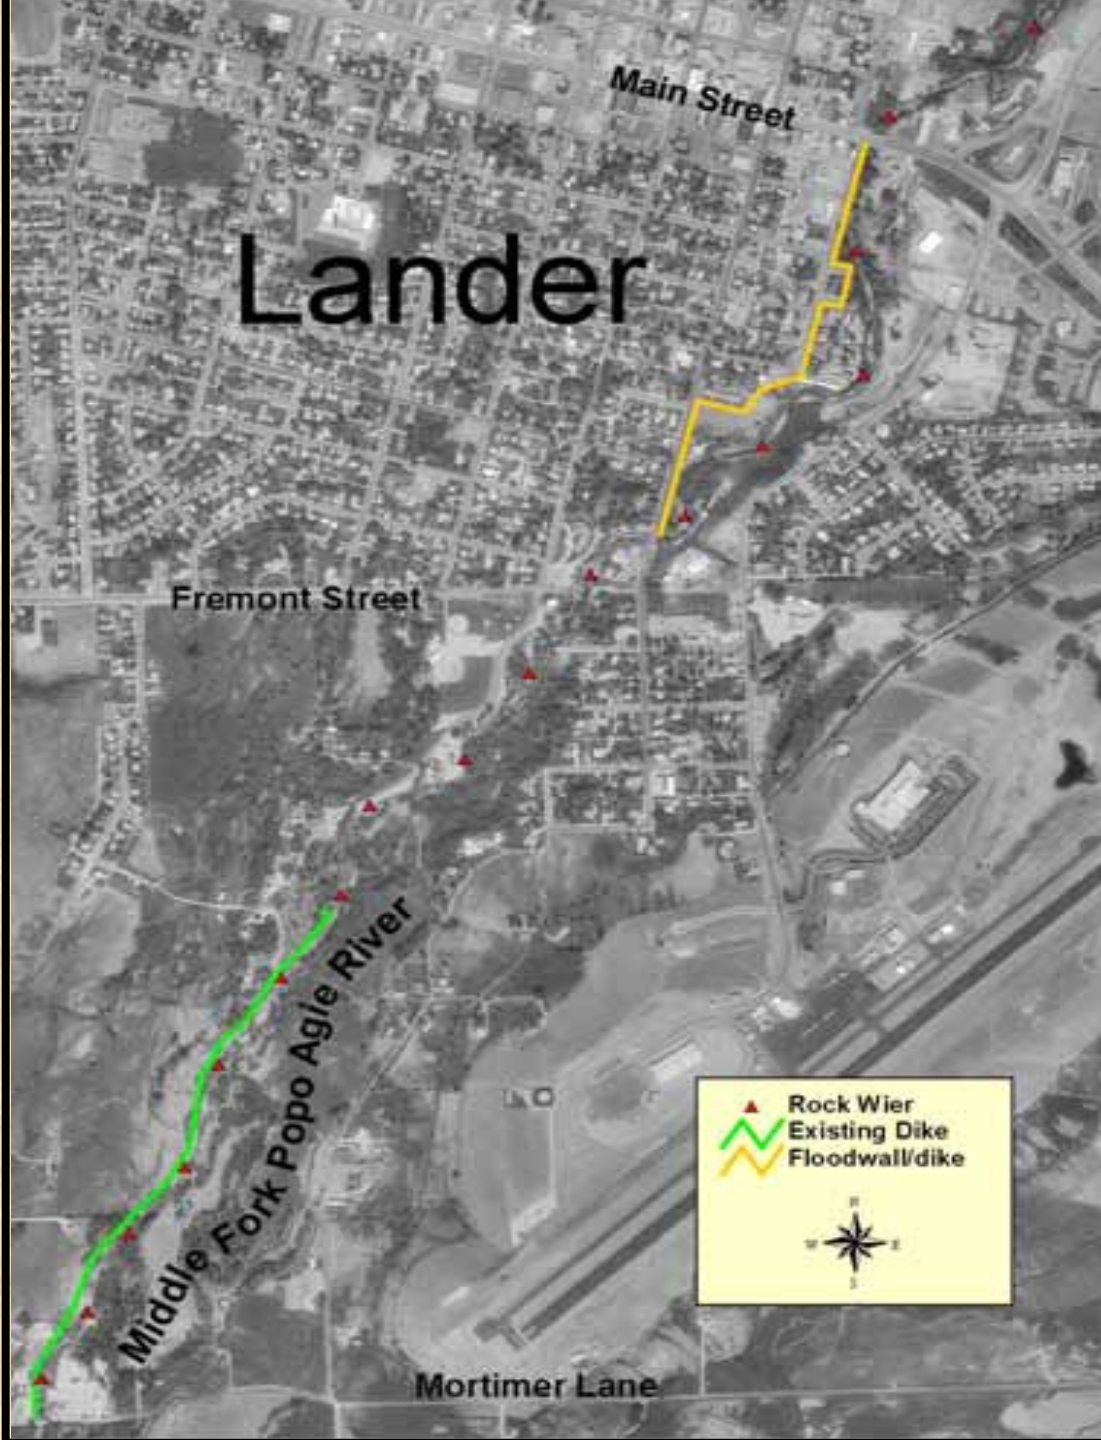 Main Street
Lander
Fremont Street
Middle Fork Popo Agie River
Mortimer Lane
Rock Wier
Existing Dike
Floodwall/dike
N
W E
S